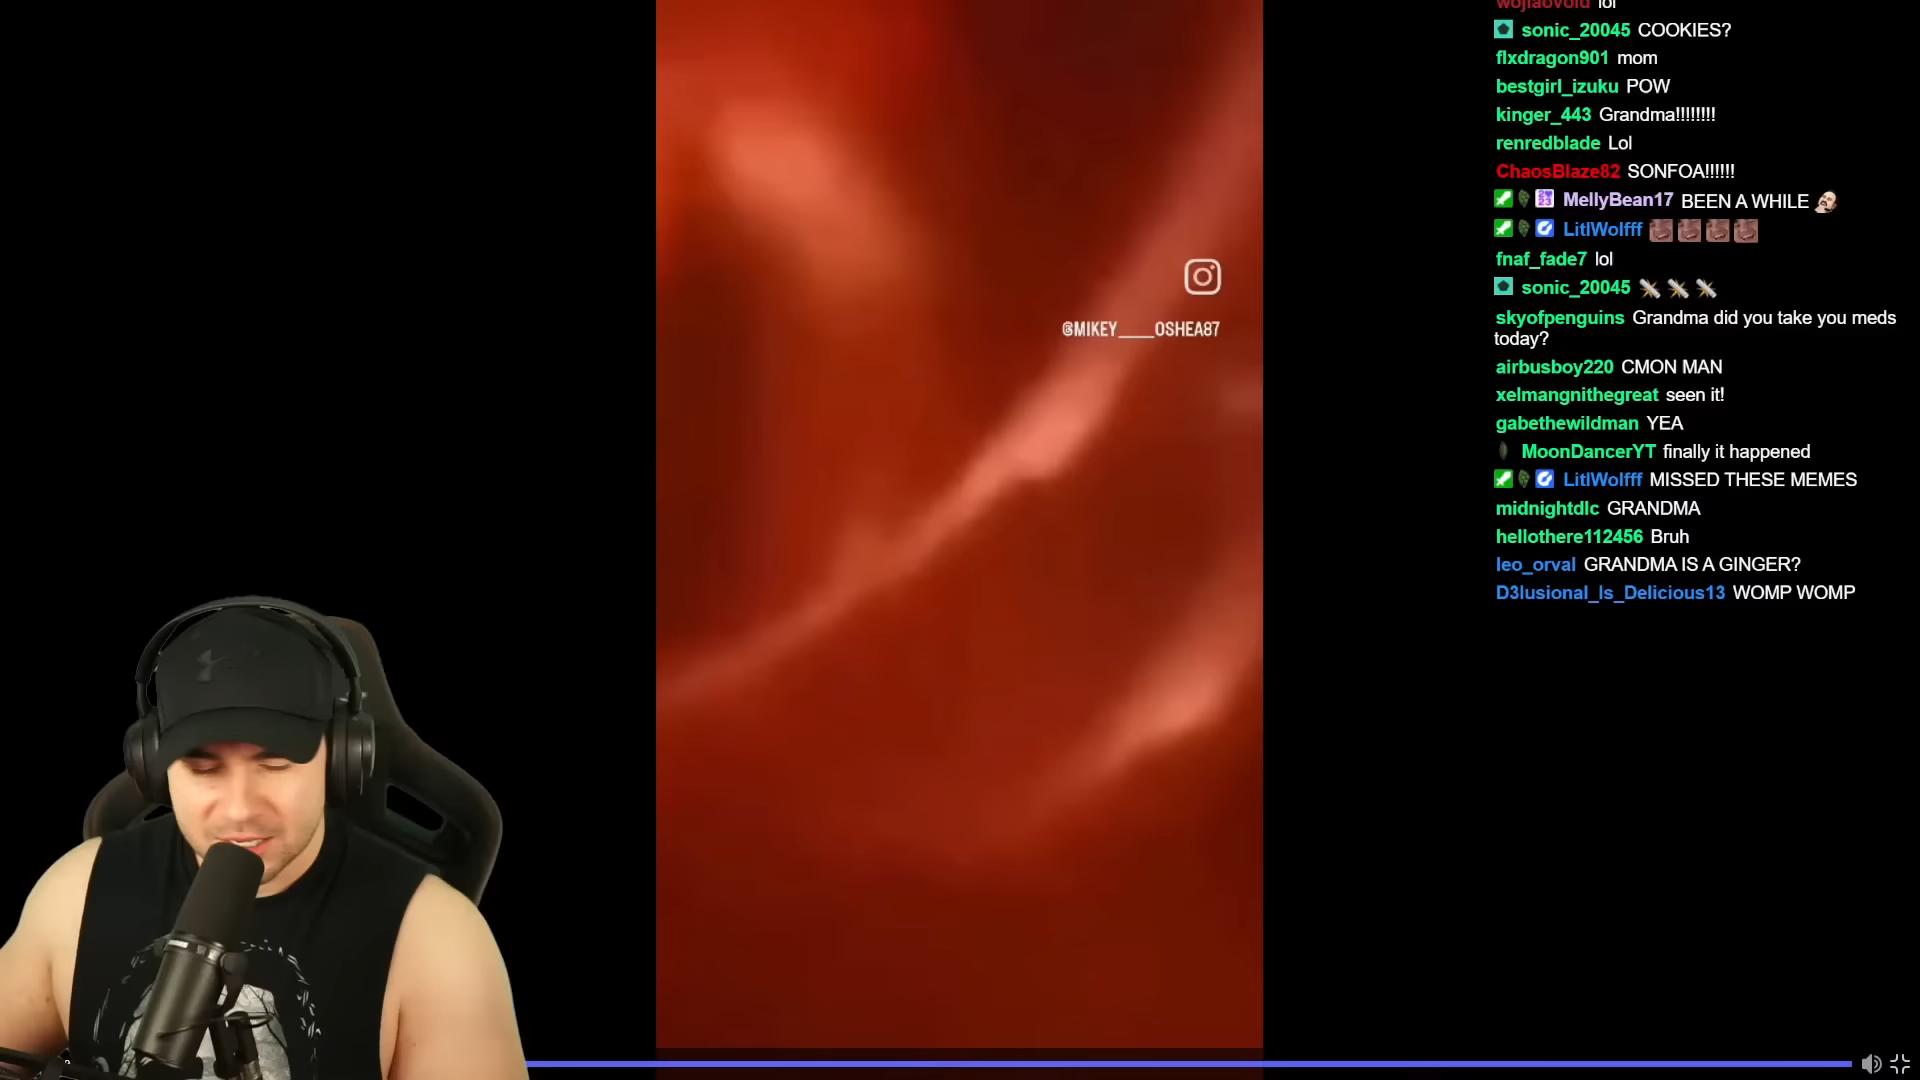 @MIKEY____OSHEA87
wojiaovoid lol
sonic_20045 COOKIES?
flxdragon901 mom
bestgirl_izuku POW
kinger_443 Grandma!!!!!!!!
renredblade Lol
ChaosBlaze82 SONFOA!!!!!!
MellyBean17 BEEN A WHILE
LitlWolfff
fnaf_fade7 lol
sonic_20045
skyofpenguins Grandma did you take you meds
today?
airbusboy220 CMON MAN
xelmangnithegreat seen it!
gabethewildman YEA
MoonDancerYT finally it happened
LitlWolfff MISSED THESE MEMES
midnightdlc GRANDMA
hellothere112456 Bruh
leo_orval GRANDMA IS A GINGER?
D3lusional_Is_Delicious13 WOMP WOMP